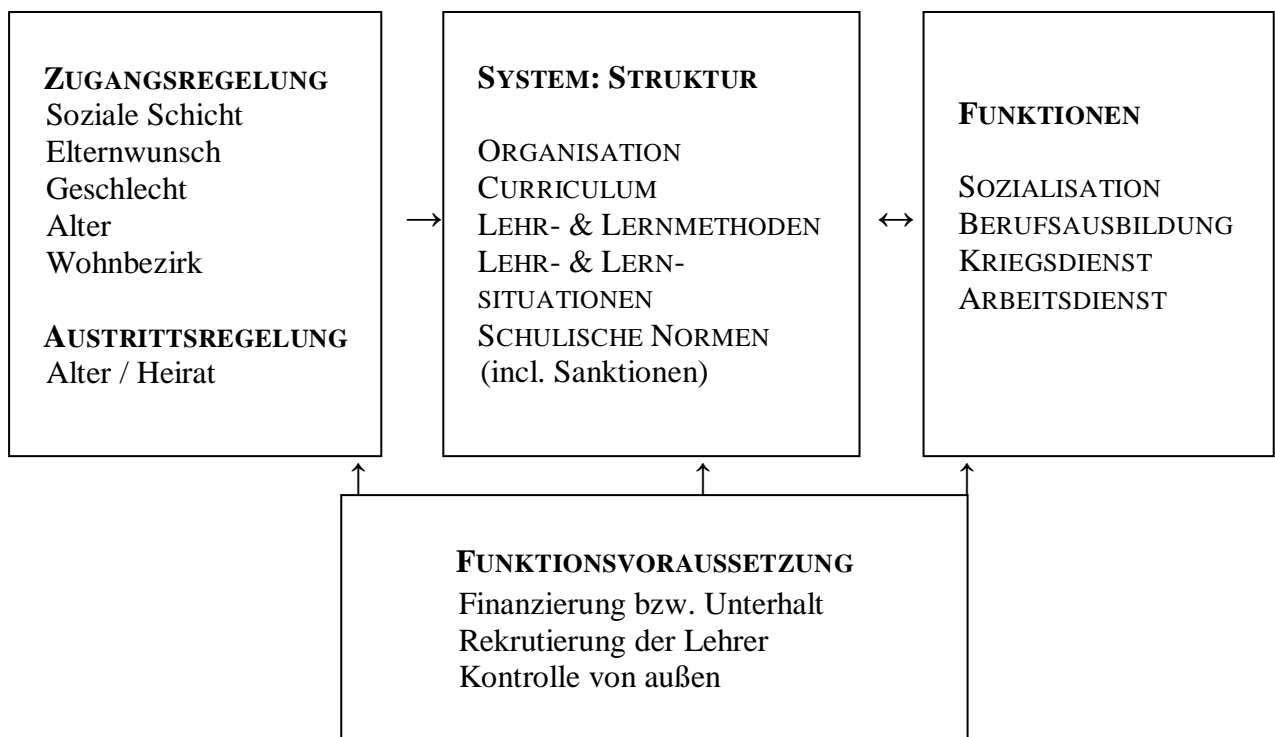 ZUGANGSREGELUNG
Soziale Schicht
Elternwunsch
Geschlecht
Alter
Wohnbezirk
AUSTRITTSREGELUNG
Alter / Heirat
→
SYSTEM: STRUKTUR
ORGANISATION
CURRICULUM
LEHR- & LERNMETHODEN
LEHR- & LERN-
SITUATIONEN
SCHULISCHE NORMEN
(incl. Sanktionen)
↔
FUNKTIONEN
SOZIALISATION
BERUFSAUSBILDUNG
KRIEGSDIENST
ARBEITSDIENST
↑ ↑ ↑
FUNKTIONSVORAUSSETZUNG
Finanzierung bzw. Unterhalt
Rekrutierung der Lehrer
Kontrolle von außen